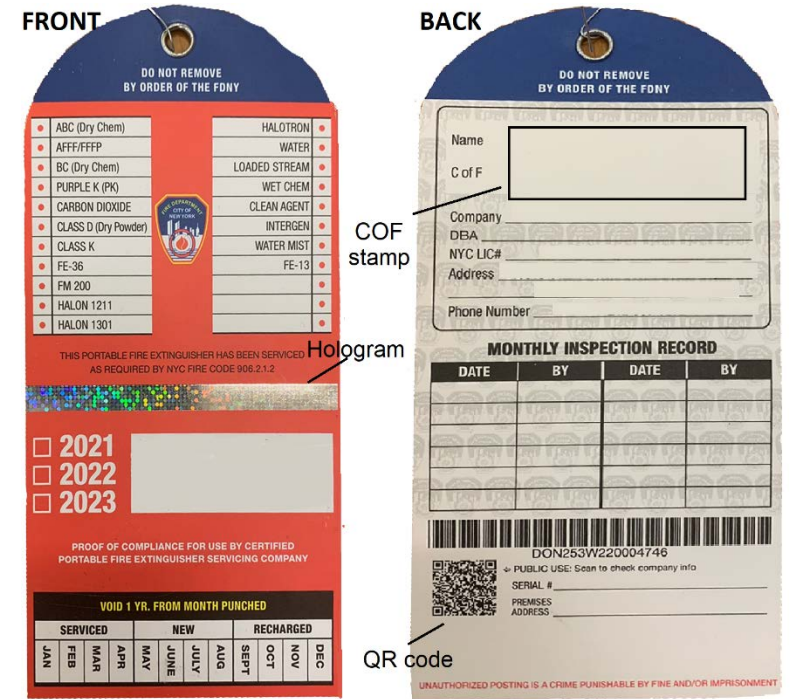 FRONT
DO NOT REMOVE
BY ORDER OF THE FDNY
ABC (Dry Chem)
AFFF/FFFP
BC (Dry Chem)
PURPLE K (PK)
CARBON DIOXIDE
CLASS D (Dry Powder)
CLASS K
FE-36
FM 200
HALON 1211
HALON 1301
HALOTRON
WATER
LOADED STREAM
WET CHEM
CLEAN AGENT
INTERGEN
WATER MIST
FE-13
FIRE DEPARTMENT
CITY OF
NEW YORK
THIS PORTABLE FIRE EXTINGUISHER HAS BEEN SERVICED
AS REQUIRED BY NYC FIRE CODE 906.2.1.2
Hologram
2021
2022
2023
PROOF OF COMPLIANCE FOR USE BY CERTIFIED
PORTABLE FIRE EXTINGUISHER SERVICING COMPANY
VOID 1 YR. FROM MONTH PUNCHED
SERVICED NEW RECHARGED
JAN FEB MAR APR MAY JUNE JULY AUG SEPT OCT NOV DEC
BACK
DO NOT REMOVE
BY ORDER OF THE FDNY
Name
C of F
COF
stamp
Company
DBA
NYC LIC#
Address
Phone Number
MONTHLY INSPECTION RECORD
DATE BY DATE BY
DON253W220004746
PUBLIC USE: Scan to check company info
SERIAL #
PREMISES
ADDRESS
QR code
UNAUTHORIZED POSTING IS A CRIME PUNISHABLE BY FINE AND/OR IMPRISONMENT